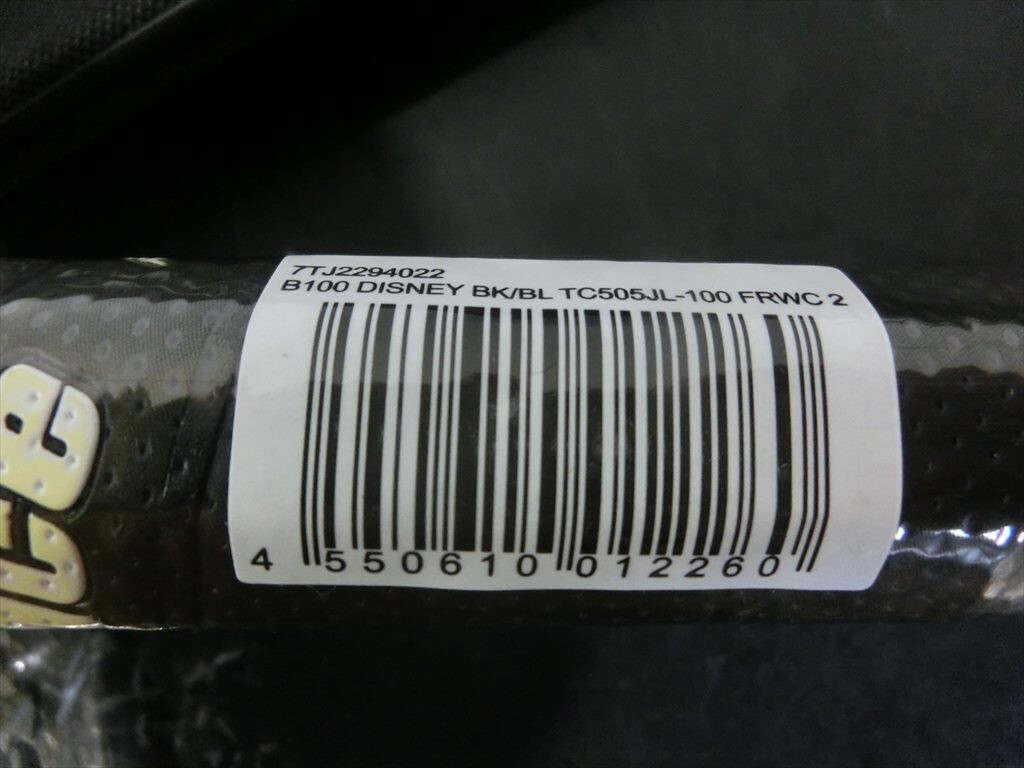 7TJ2294022
B100 DISNEY BK/BL TC505JL-100 FRWC 2
4 550610 012260